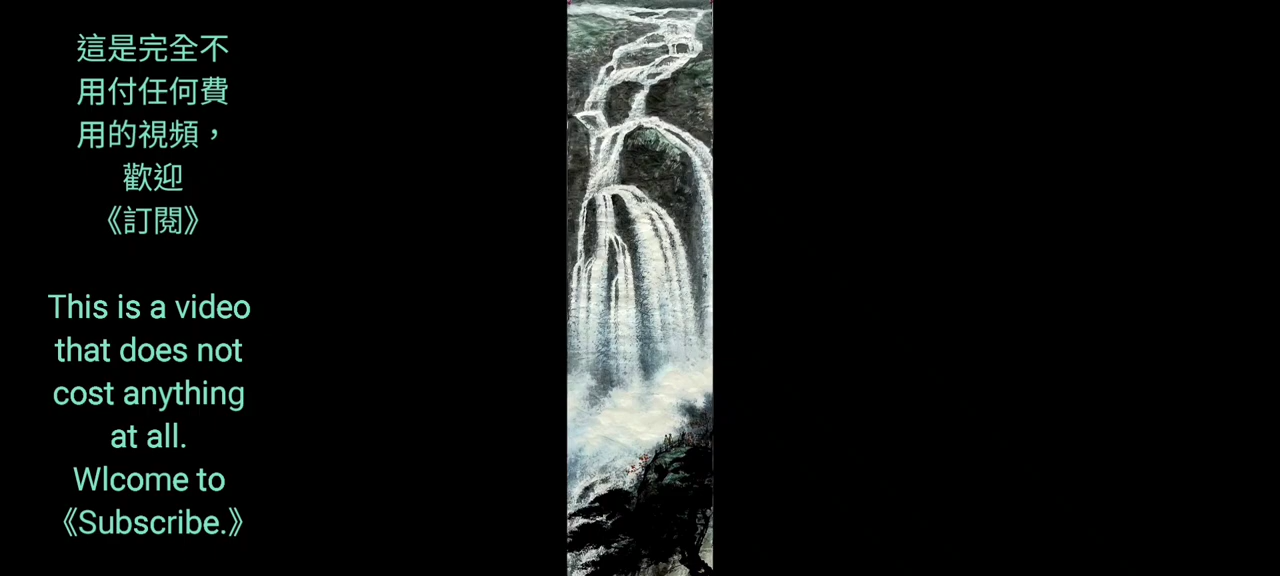 這是完全不
用付任何費
用的視頻，
歡迎
《訂閱》
This is a video
that does not
cost anything
at all.
Wlcome to
《Subscribe.》